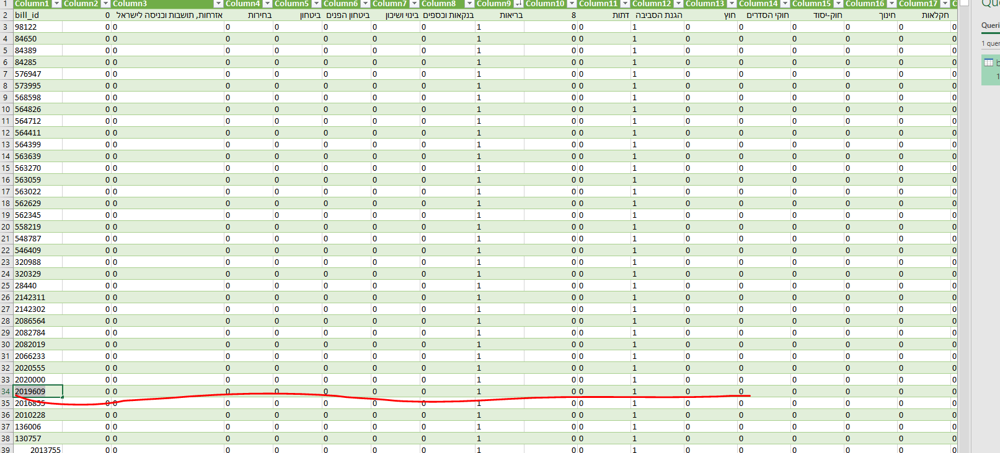 1 Column1 Column2 Column3 Column4 Column5 Column6 Column7 Column8 Column9 Column10 Column11 Column12 Column13 Column14 Column15 Column16 Column17
2 bill_id 0 אזרחות, תושבות וכניסה לישראל בחירות ביטחון ביטחון הפנים בינוי ושיכון בנקאות וכספים בריאות 8 דתות הגנת הסביבה חוץ חוקי הסדרים חוק-יסוד חינוך חקלאות
3 98122 0 0 0 0 0 0 0 1 0 0 1 0 0 0 0 0 0
4 84650 0 0 0 0 0 0 0 1 0 0 1 0 0 0 0 0 0
5 84389 0 0 0 0 0 0 0 1 0 0 1 0 0 0 0 0 0
6 84285 0 0 0 0 0 0 0 1 0 0 1 0 0 0 0 0 0
7 576947 0 0 0 0 0 0 0 1 0 0 1 0 0 0 0 0 0
8 573995 0 0 0 0 0 0 0 1 0 0 1 0 0 0 0 0 0
9 568598 0 0 0 0 0 0 0 1 0 0 1 0 0 0 0 0 0
10 564826 0 0 0 0 0 0 0 1 0 0 1 0 0 0 0 0 0
11 564712 0 0 0 0 0 0 0 1 0 0 1 0 0 0 0 0 0
12 564411 0 0 0 0 0 0 0 1 0 0 1 0 0 0 0 0 0
13 564399 0 0 0 0 0 0 0 1 0 0 1 0 0 0 0 0 0
14 563639 0 0 0 0 0 0 0 1 0 0 1 0 0 0 0 0 0
15 563270 0 0 0 0 0 0 0 1 0 0 1 0 0 0 0 0 0
16 563059 0 0 0 0 0 0 0 1 0 0 1 0 0 0 0 0 0
17 563022 0 0 0 0 0 0 0 1 0 0 1 0 0 0 0 0 0
18 562629 0 0 0 0 0 0 0 1 0 0 1 0 0 0 0 0 0
19 562345 0 0 0 0 0 0 0 1 0 0 1 0 0 0 0 0 0
20 558219 0 0 0 0 0 0 0 1 0 0 1 0 0 0 0 0 0
21 548787 0 0 0 0 0 0 0 1 0 0 1 0 0 0 0 0 0
22 546409 0 0 0 0 0 0 0 1 0 0 1 0 0 0 0 0 0
23 320988 0 0 0 0 0 0 0 1 0 0 1 0 0 0 0 0 0
24 320329 0 0 0 0 0 0 0 1 0 0 1 0 0 0 0 0 0
25 28440 0 0 0 0 0 0 0 1 0 0 1 0 0 0 0 0 0
26 2142311 0 0 0 0 0 0 0 1 0 0 1 0 0 0 0 0 0
27 2142302 0 0 0 0 0 0 0 1 0 0 1 0 0 0 0 0 0
28 2086564 0 0 0 0 0 0 0 1 0 0 1 0 0 0 0 0 0
29 2082784 0 0 0 0 0 0 0 1 0 0 1 0 0 0 0 0 0
30 2082019 0 0 0 0 0 0 0 1 0 0 1 0 0 0 0 0 0
31 2066233 0 0 0 0 0 0 0 1 0 0 1 0 0 0 0 0 0
32 2020555 0 0 0 0 0 0 0 1 0 0 1 0 0 0 0 0 0
33 2020000 0 0 0 0 0 0 0 1 0 0 1 0 0 0 0 0 0
34 2019609 0 0 0 0 0 0 0 1 0 0 1 0 0 0 0 0 0
35 2016835 0 0 0 0 0 0 0 1 0 0 1 0 0 0 0 0 0
36 2010228 0 0 0 0 0 0 0 1 0 0 1 0 0 0 0 0 0
37 136006 0 0 0 0 0 0 0 1 0 0 1 0 0 0 0 0 0
38 130757 0 0 0 0 0 0 0 1 0 0 1 0 0 0 0 0 0
39 2013755 0 0 0 0 0 0 0 1 0 0 1 0 0 0 0 0 0
Queri
1 quer